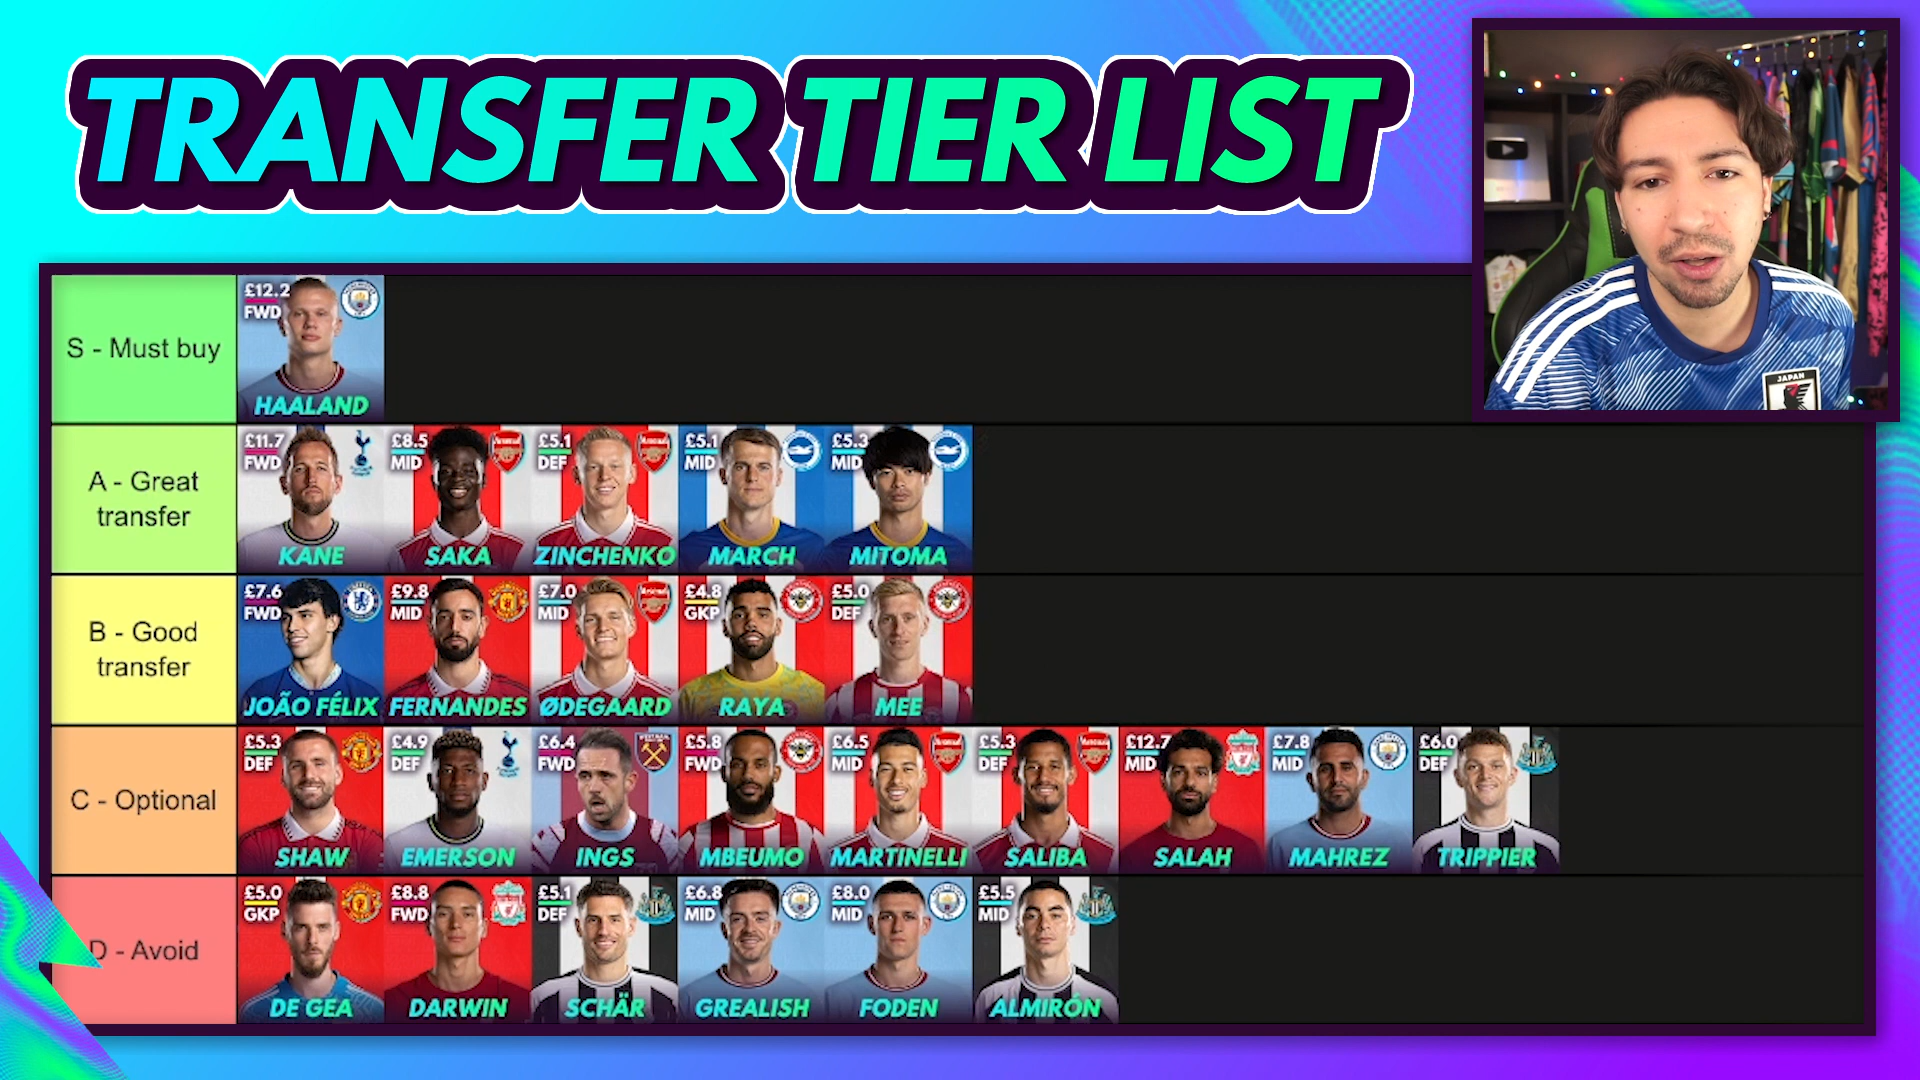 TRANSFER TIER LIST
JAPAN
S - Must buy
£12.2
FWD
HAALAND
A - Great
transfer
£11.7
FWD
KANE
£8.5
MID
Arsenal
SAKA
£5.1
DEF
Arsenal
ZINCHENKO
£5.1
MID
MARCH
£5.3
MID
MITOMA
B - Good
transfer
£7.6
FWD
JOÃO FÉLIX
£9.8
MID
FERNANDES
£7.0
MID
Arsenal
ØDEGAARD
£4.8
GKP
RAYA
£5.0
DEF
MEE
C - Optional
£5.3
DEF
SHAW
£4.9
DEF
EMERSON
£6.4
FWD
INGS
£5.8
FWD
MBEUMO
£6.5
MID
Arsenal
MARTINELLI
£5.3
DEF
Arsenal
SALIBA
£12.7
MID
SALAH
£7.8
MID
MAHREZ
£6.0
DEF
TRIPPIER
D - Avoid
£5.0
GKP
DE GEA
£8.8
FWD
DARWIN
£5.1
DEF
SCHÄR
£6.8
MID
GREALISH
£8.0
MID
FODEN
£5.5
MID
ALMIRÓN